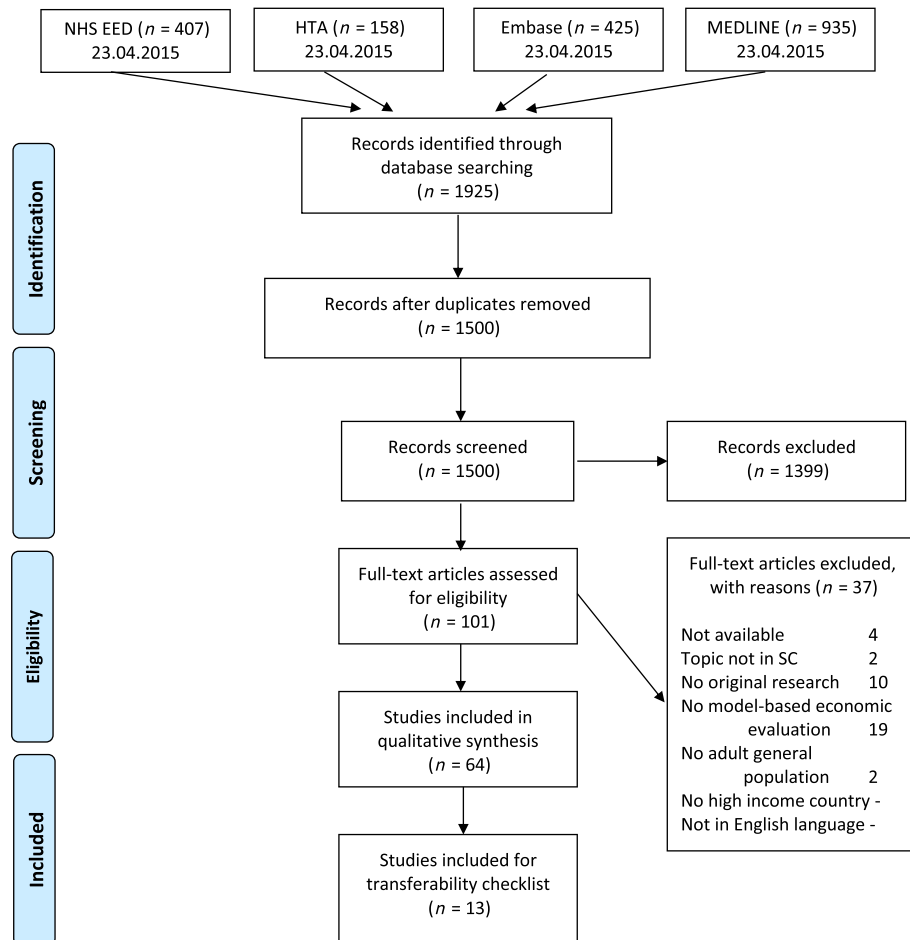 NHS EED (n = 407)
23.04.2015
HTA (n = 158)
23.04.2015
Embase (n = 425)
23.04.2015
MEDLINE (n = 935)
23.04.2015
Identification
Records identified through
database searching
(n = 1925)
Records after duplicates removed
(n = 1500)
Screening
Records screened
(n = 1500)
Records excluded
(n = 1399)
Eligibility
Full-text articles assessed
for eligibility
(n = 101)
Full-text articles excluded,
with reasons (n = 37)
Not available 4
Topic not in SC 2
No original research 10
No model-based economic
evaluation 19
No adult general
population 2
No high income country -
Not in English language -
Studies included in
qualitative synthesis
(n = 64)
Included
Studies included for
transferability checklist
(n = 13)